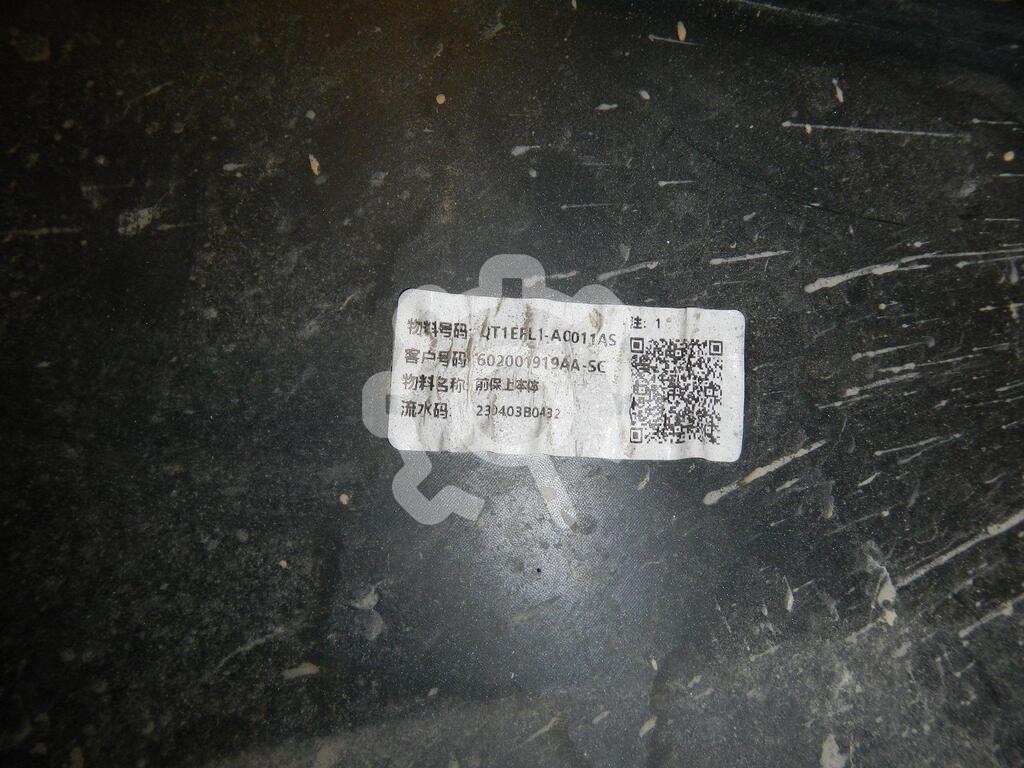 物料号码: QT1EFL1-A0011AS
注: 1
客户号码: 602001919AA-SC
物料名称: 前保上本体
流水码: 230403B0432